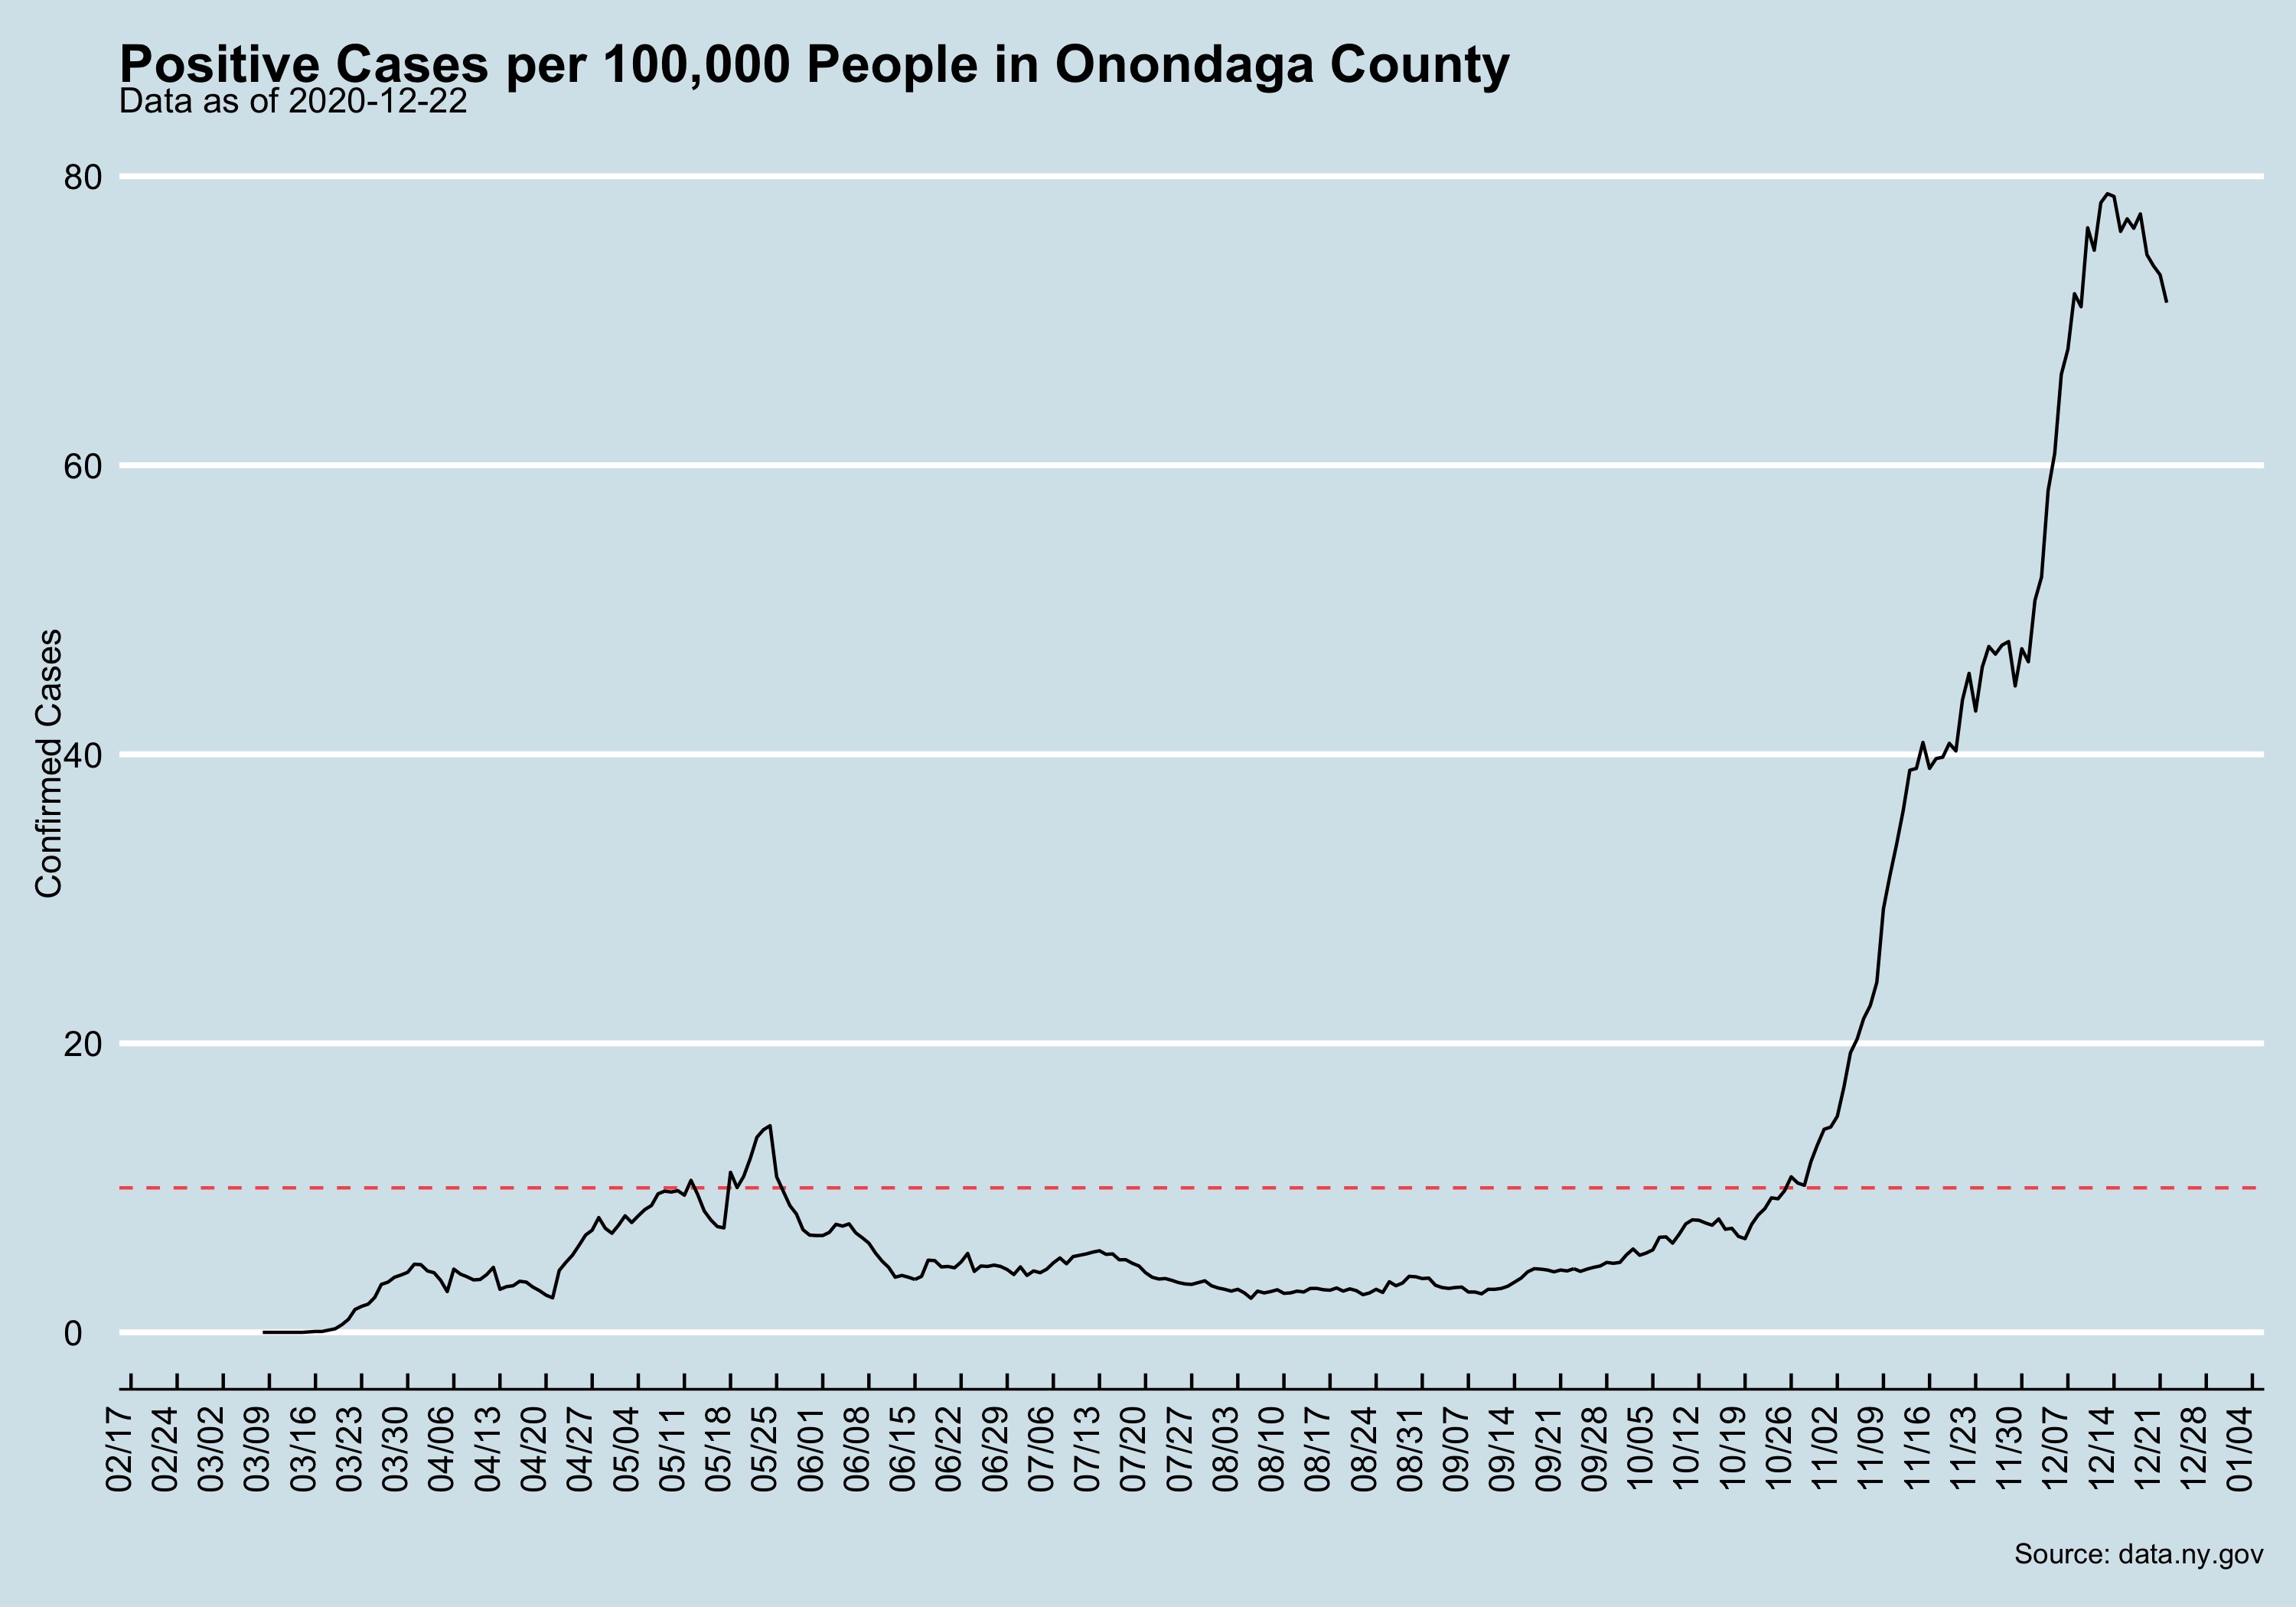 Positive Cases per 100,000 People in Onondaga County
Data as of 2020-12-22
Confirmed Cases
80
60
40
20
0
02/17 02/24 03/02 03/09 03/16 03/23 03/30 04/06 04/13 04/20 04/27 05/04 05/11 05/18 05/25 06/01 06/08 06/15 06/22 06/29 07/06 07/13 07/20 07/27 08/03 08/10 08/17 08/24 08/31 09/07 09/14 09/21 09/28 10/05 10/12 10/19 10/26 11/02 11/09 11/16 11/23 11/30 12/07 12/14 12/21 12/28 01/04
Source: data.ny.gov